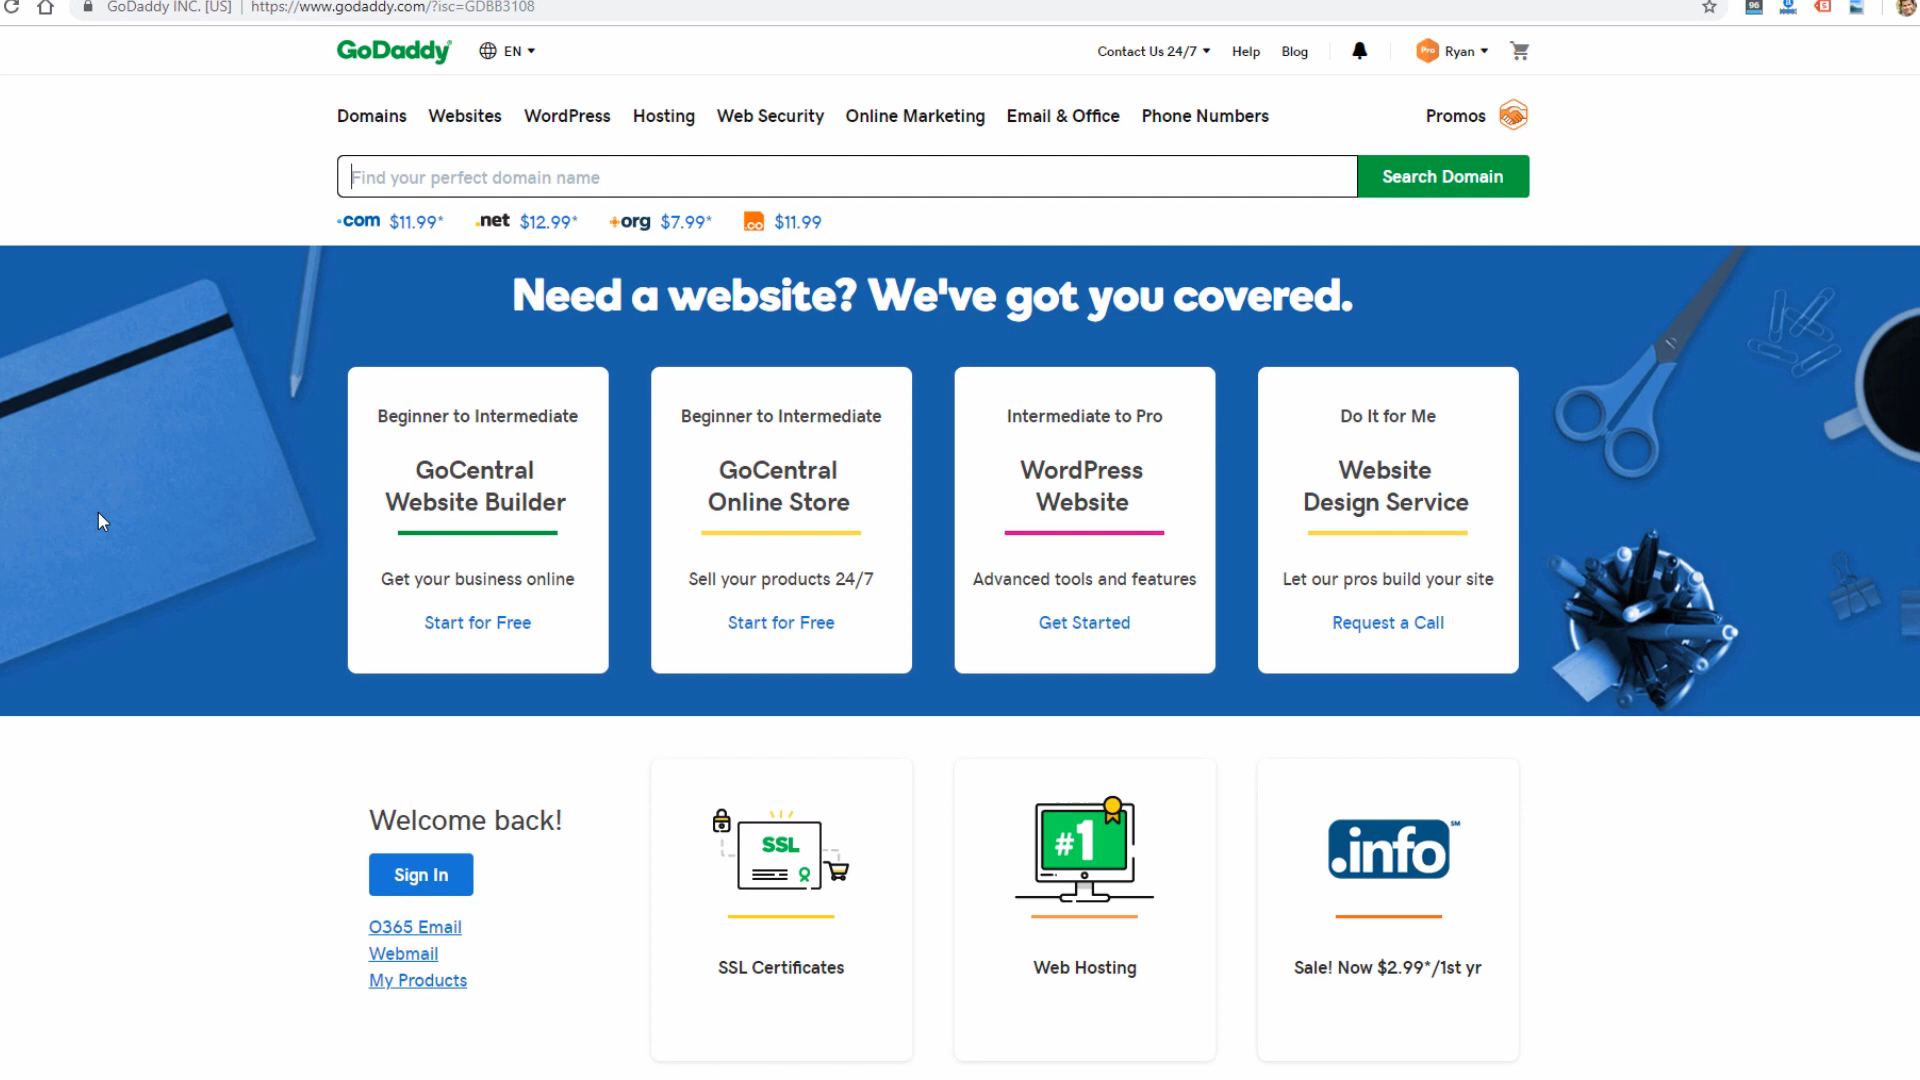 GoDaddy INC. [US] | https://www.godaddy.com/?isc=GDBB3108
96
GoDaddy EN Contact Us 24/7 Help Blog Pro Ryan
Domains Websites WordPress Hosting Web Security Online Marketing Email & Office Phone Numbers Promos
Find your perfect domain name Search Domain
.com $11.99* .net $12.99* .org $7.99* .co $11.99
Need a website? We've got you covered.
Beginner to Intermediate
GoCentral
Website Builder
Get your business online
Start for Free
Beginner to Intermediate
GoCentral
Online Store
Sell your products 24/7
Start for Free
Intermediate to Pro
WordPress
Website
Advanced tools and features
Get Started
Do It for Me
Website
Design Service
Let our pros build your site
Request a Call
Welcome back!
Sign In
O365 Email
Webmail
My Products
SSL
SSL Certificates
#1
Web Hosting
.info℠
Sale! Now $2.99*/1st yr